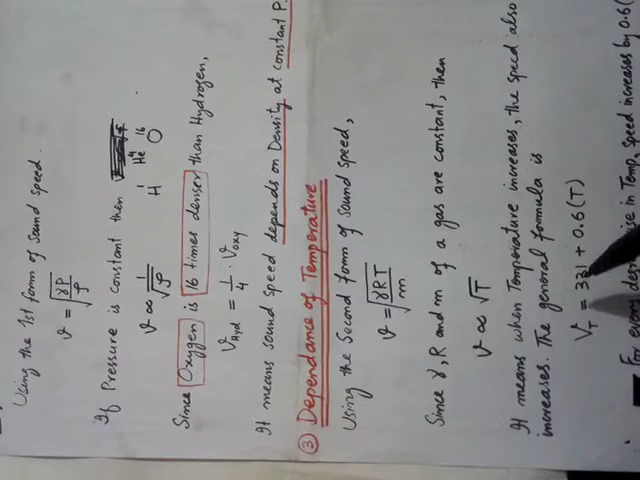 Using the 1st form of sound speed.
v = √(γP/ρ)
If Pressure is constant then
H¹ He⁴ O¹⁶
v ∝ 1/√ρ
Since Oxygen is 16 times denser than Hydrogen,
V_Hyd = 1/4 · V_oxy
It means sound speed depends on Density at constant P.
③ Dependance of Temperature
Using the Second form of sound speed,
v = √(γRT/m)
Since γ, R and m of a gas are constant, then
v ∝ √T
It means when Temperature increases, the speed also
increases. The general formula is
V_T = 331 + 0.6 (T)
For every in Temp, speed increases by 0.6